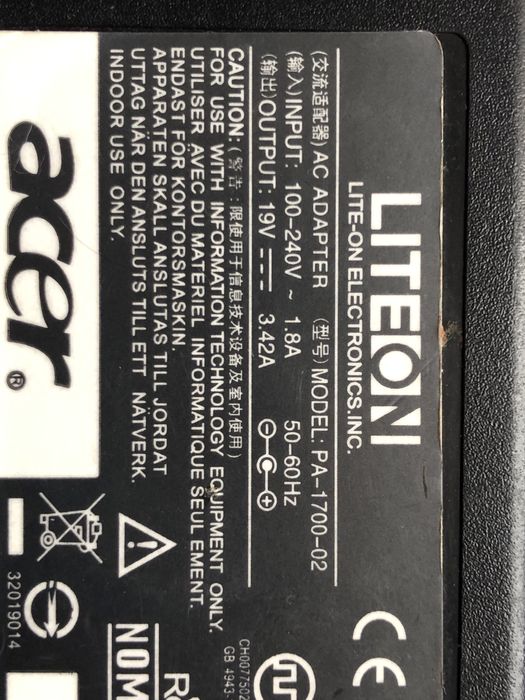 LITEON
LITE-ON ELECTRONICS.INC.
(交流适配器) AC ADAPTER (型号) MODEL: PA-1700-02
(输入) INPUT: 100-240V ~ 1.8A 50-60Hz
(输出) OUTPUT: 19V ⎓ 3.42A
CAUTION: (警告: 限使用于信息技术设备及室内使用)
FOR USE WITH INFORMATION TECHNOLOGY EQUIPMENT ONLY.
UTILISER AVEC DU MATERIEL INFORMATIQUE SEUL EMENT.
ENDAST FÖR KONTORSMASKIN.
APPARATEN SKALL ANSLUTAS TILL JORDAT
UTTAG NÄR DEN ANSLUTS TILL ETT NÄTVERK.
INDOOR USE ONLY.
acer®
CE
CH0077502
GB 4943-
NOM
32019014